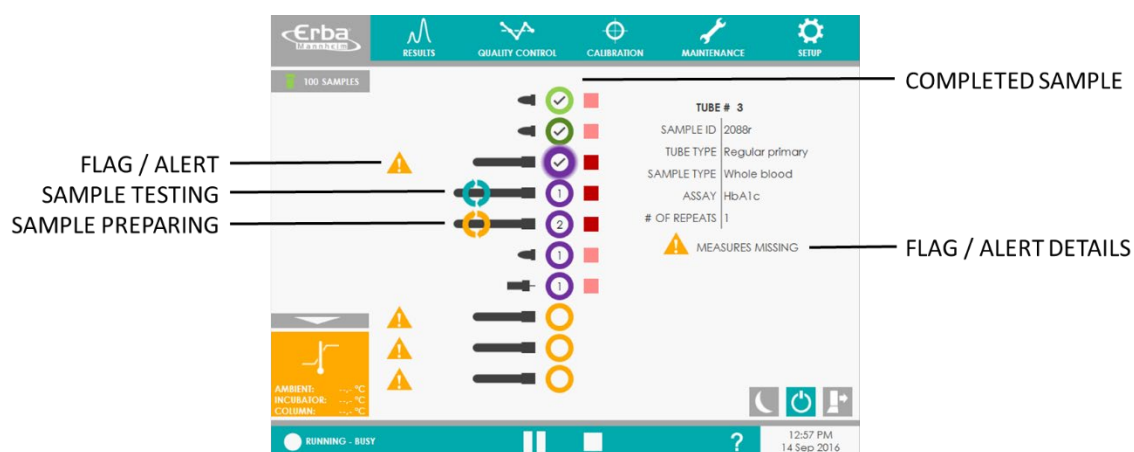 Erba
Mannheim
RESULTS
QUALITY CONTROL
CALIBRATION
MAINTENANCE
SETUP
100 SAMPLES
COMPLETED SAMPLE
TUBE # 3
SAMPLE ID 2088r
TUBE TYPE Regular primary
SAMPLE TYPE Whole blood
ASSAY HbA1c
# OF REPEATS 1
MEASURES MISSING
FLAG / ALERT
SAMPLE TESTING
SAMPLE PREPARING
FLAG / ALERT DETAILS
1
2
1
1
AMBIENT: --,- °C
INCUBATOR: --,- °C
COLUMN: --,- °C
RUNNING - BUSY
?
12:57 PM
14 Sep 2016